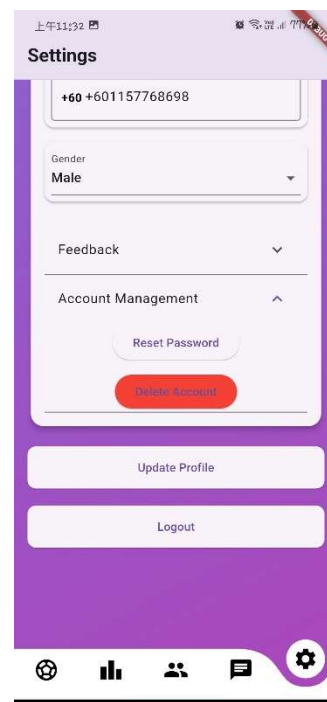 上午11:32
Settings
+60 +601157768698
Gender
Male
Feedback
Account Management
Reset Password
Delete Account
Update Profile
Logout